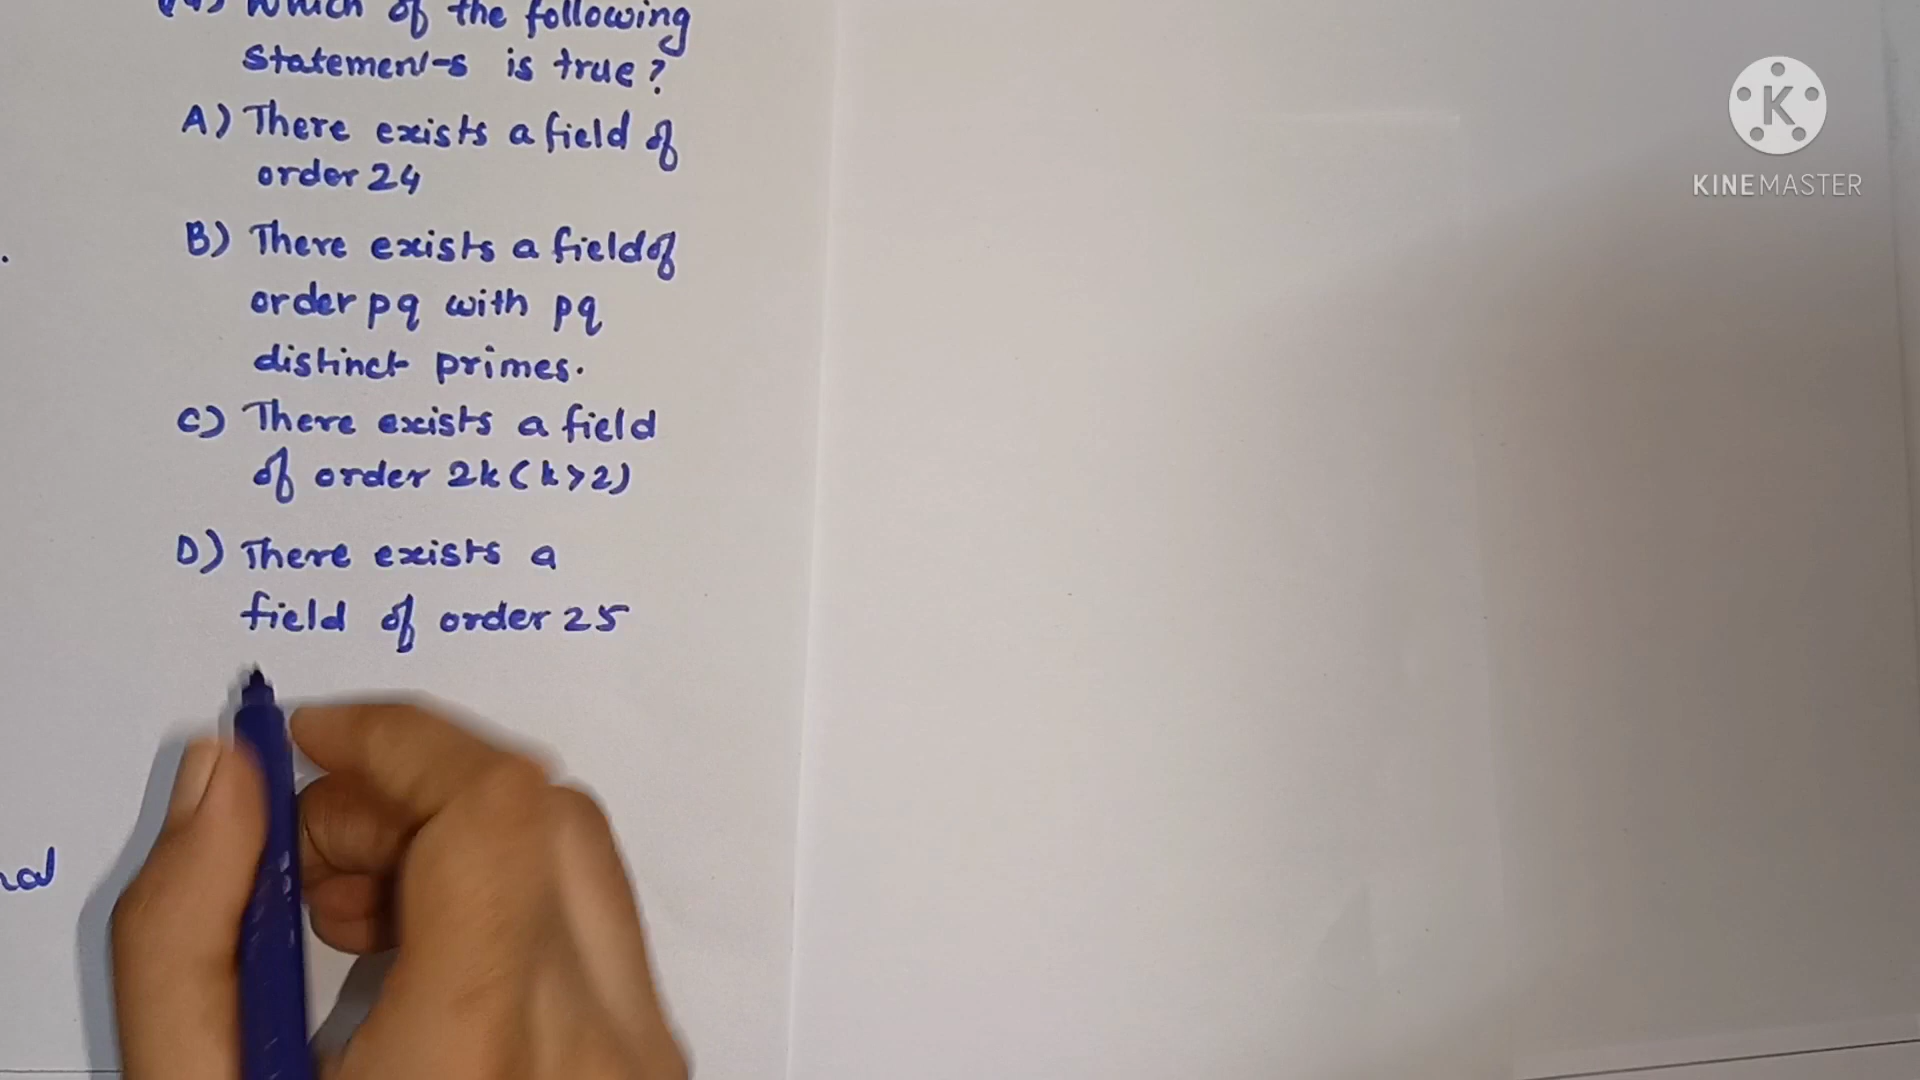 Which of the following
Statements is true?
A) There exists a field of
order 24
B) There exists a field of
order pq with pq
distinct primes.
C) There exists a field
of order 2k (k>2)
D) There exists a
field of order 25
K
KINEMASTER